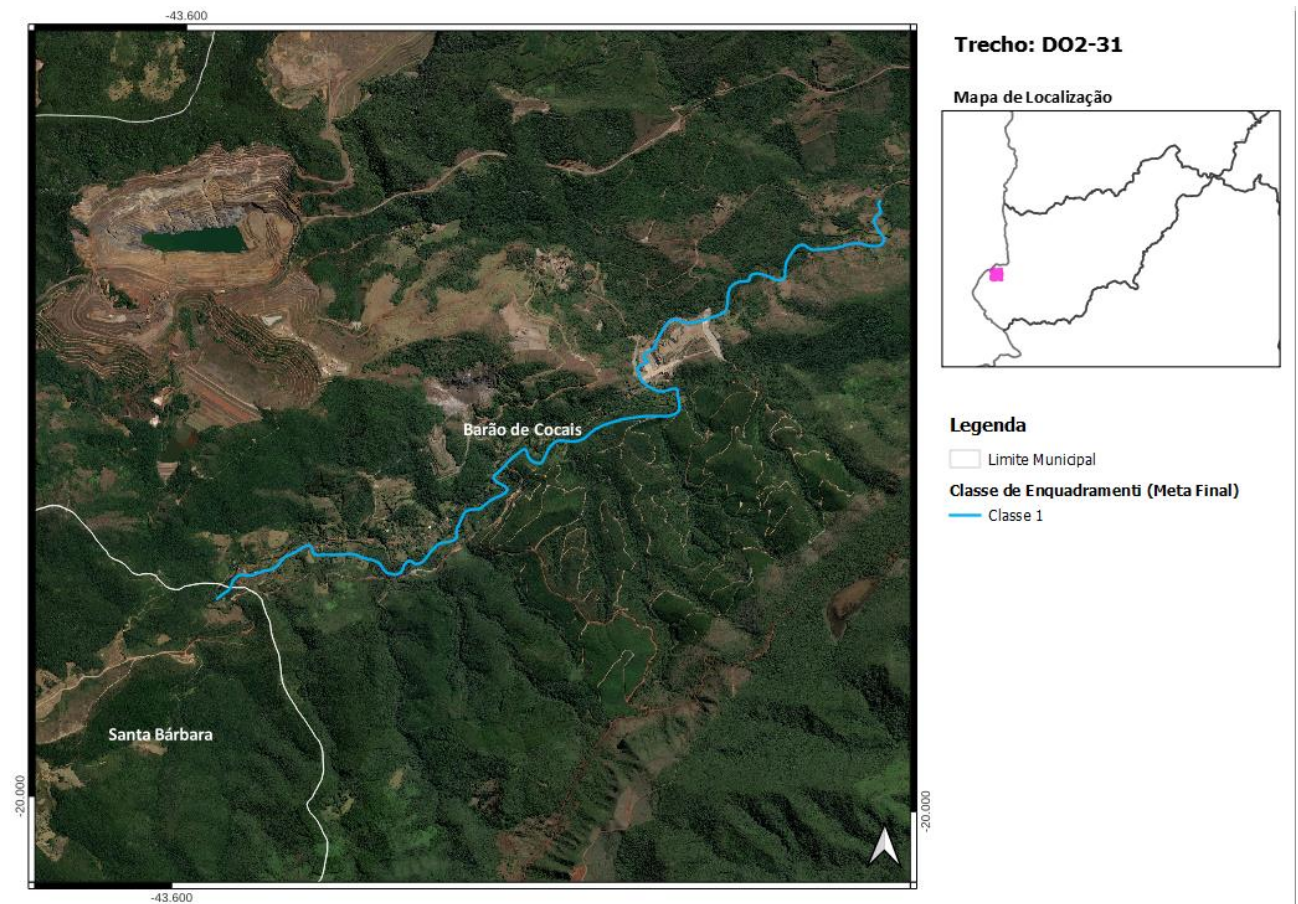 -43.600
Trecho: DO2-31
Mapa de Localização
Barão de Cocais
Legenda
Limite Municipal
Classe de Enquadramenti (Meta Final)
Classe 1
Santa Bárbara
-20.000
-20.000
-43.600